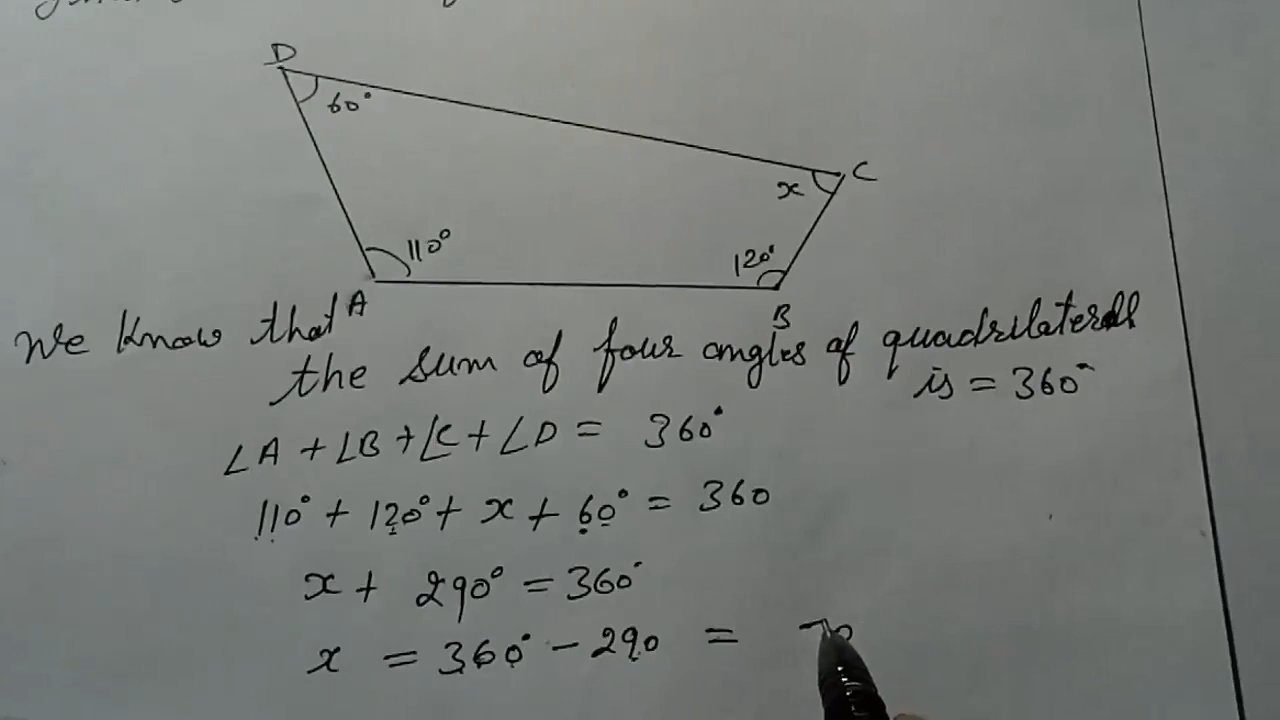 D
60°
C
x
110°
120°
A
B
We know that
the sum of four angles of quadrilaterals
is = 360°
∠A + ∠B + ∠C + ∠D = 360°
110° + 120° + x + 60° = 360
x + 290° = 360°
x = 360° - 290 =